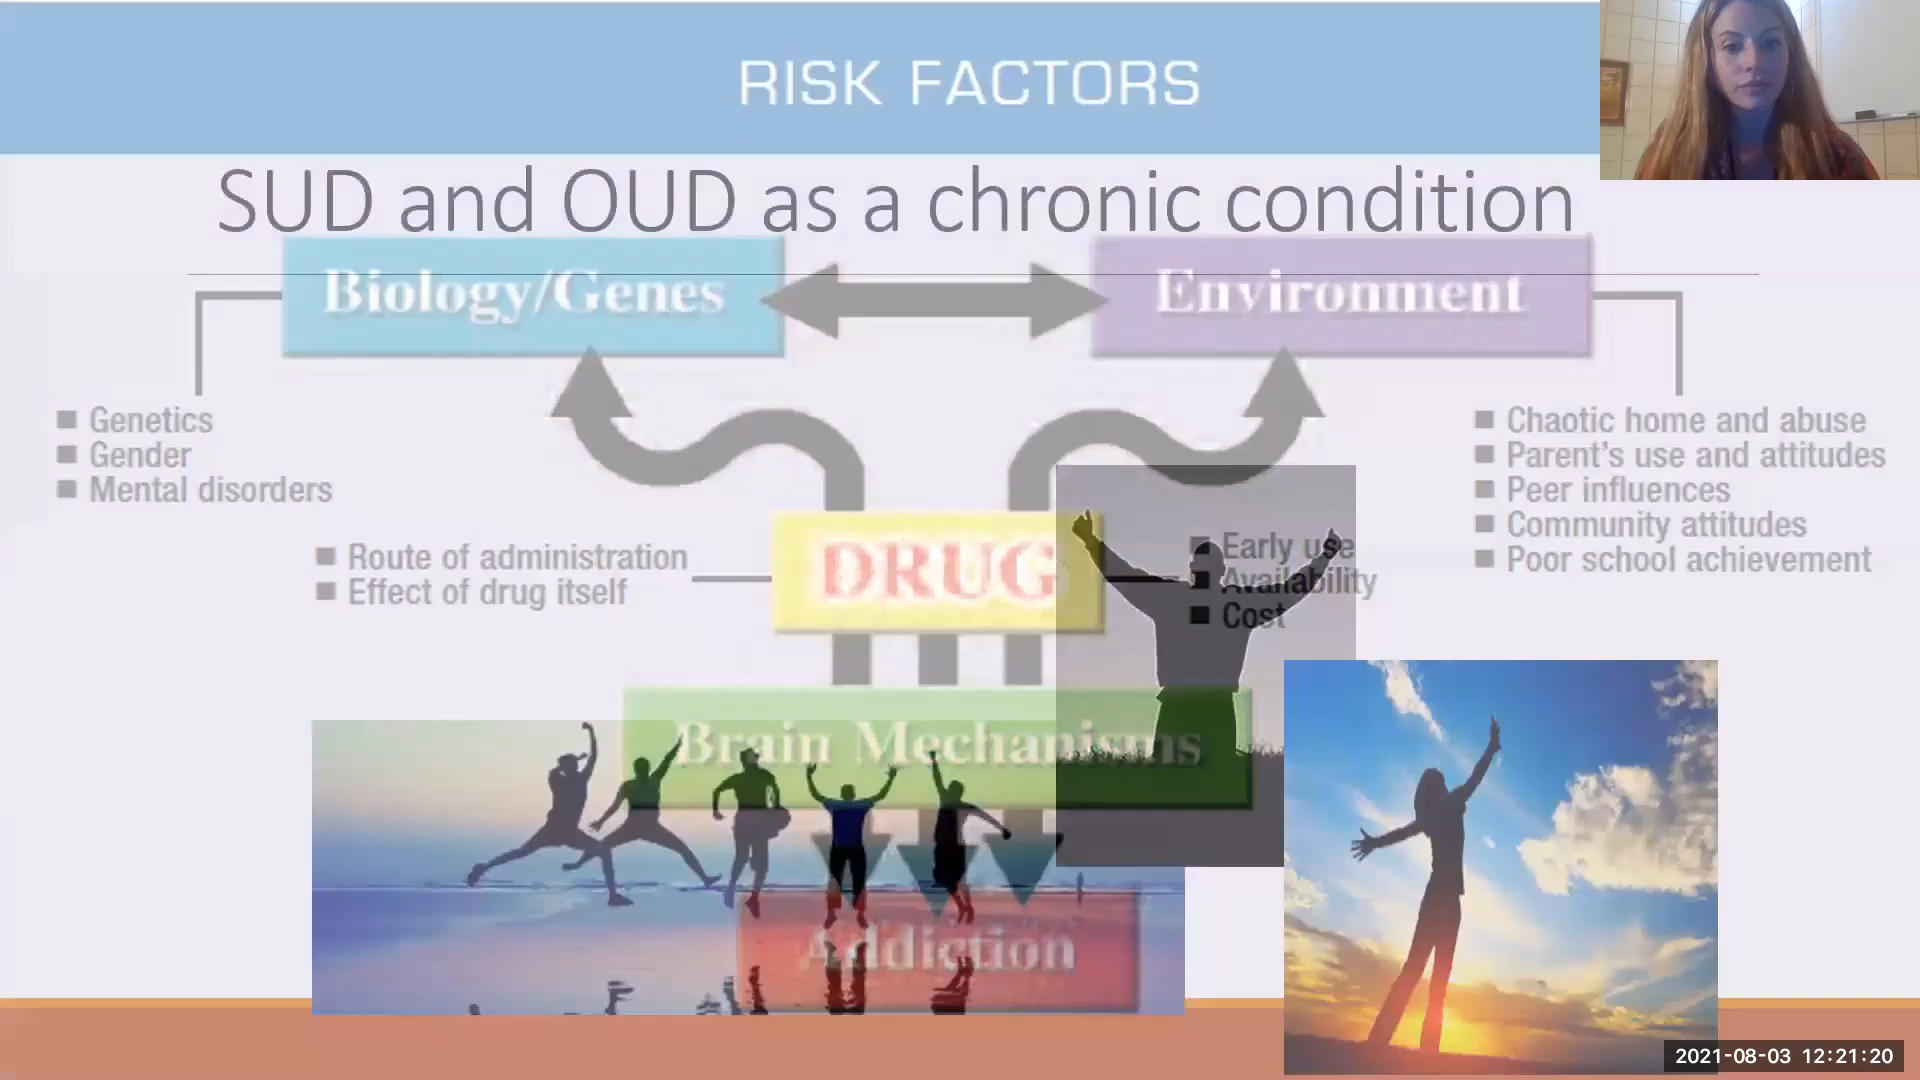 RISK FACTORS
SUD and OUD as a chronic condition
Biology/Genes
Environment
■ Genetics
■ Gender
■ Mental disorders
■ Chaotic home and abuse
■ Parent's use and attitudes
■ Peer influences
■ Community attitudes
■ Poor school achievement
■ Route of administration
■ Effect of drug itself
DRUG
■ Early use
■ Availability
■ Cost
Brain Mechanisms
Addiction
2021-08-03 12:21:20